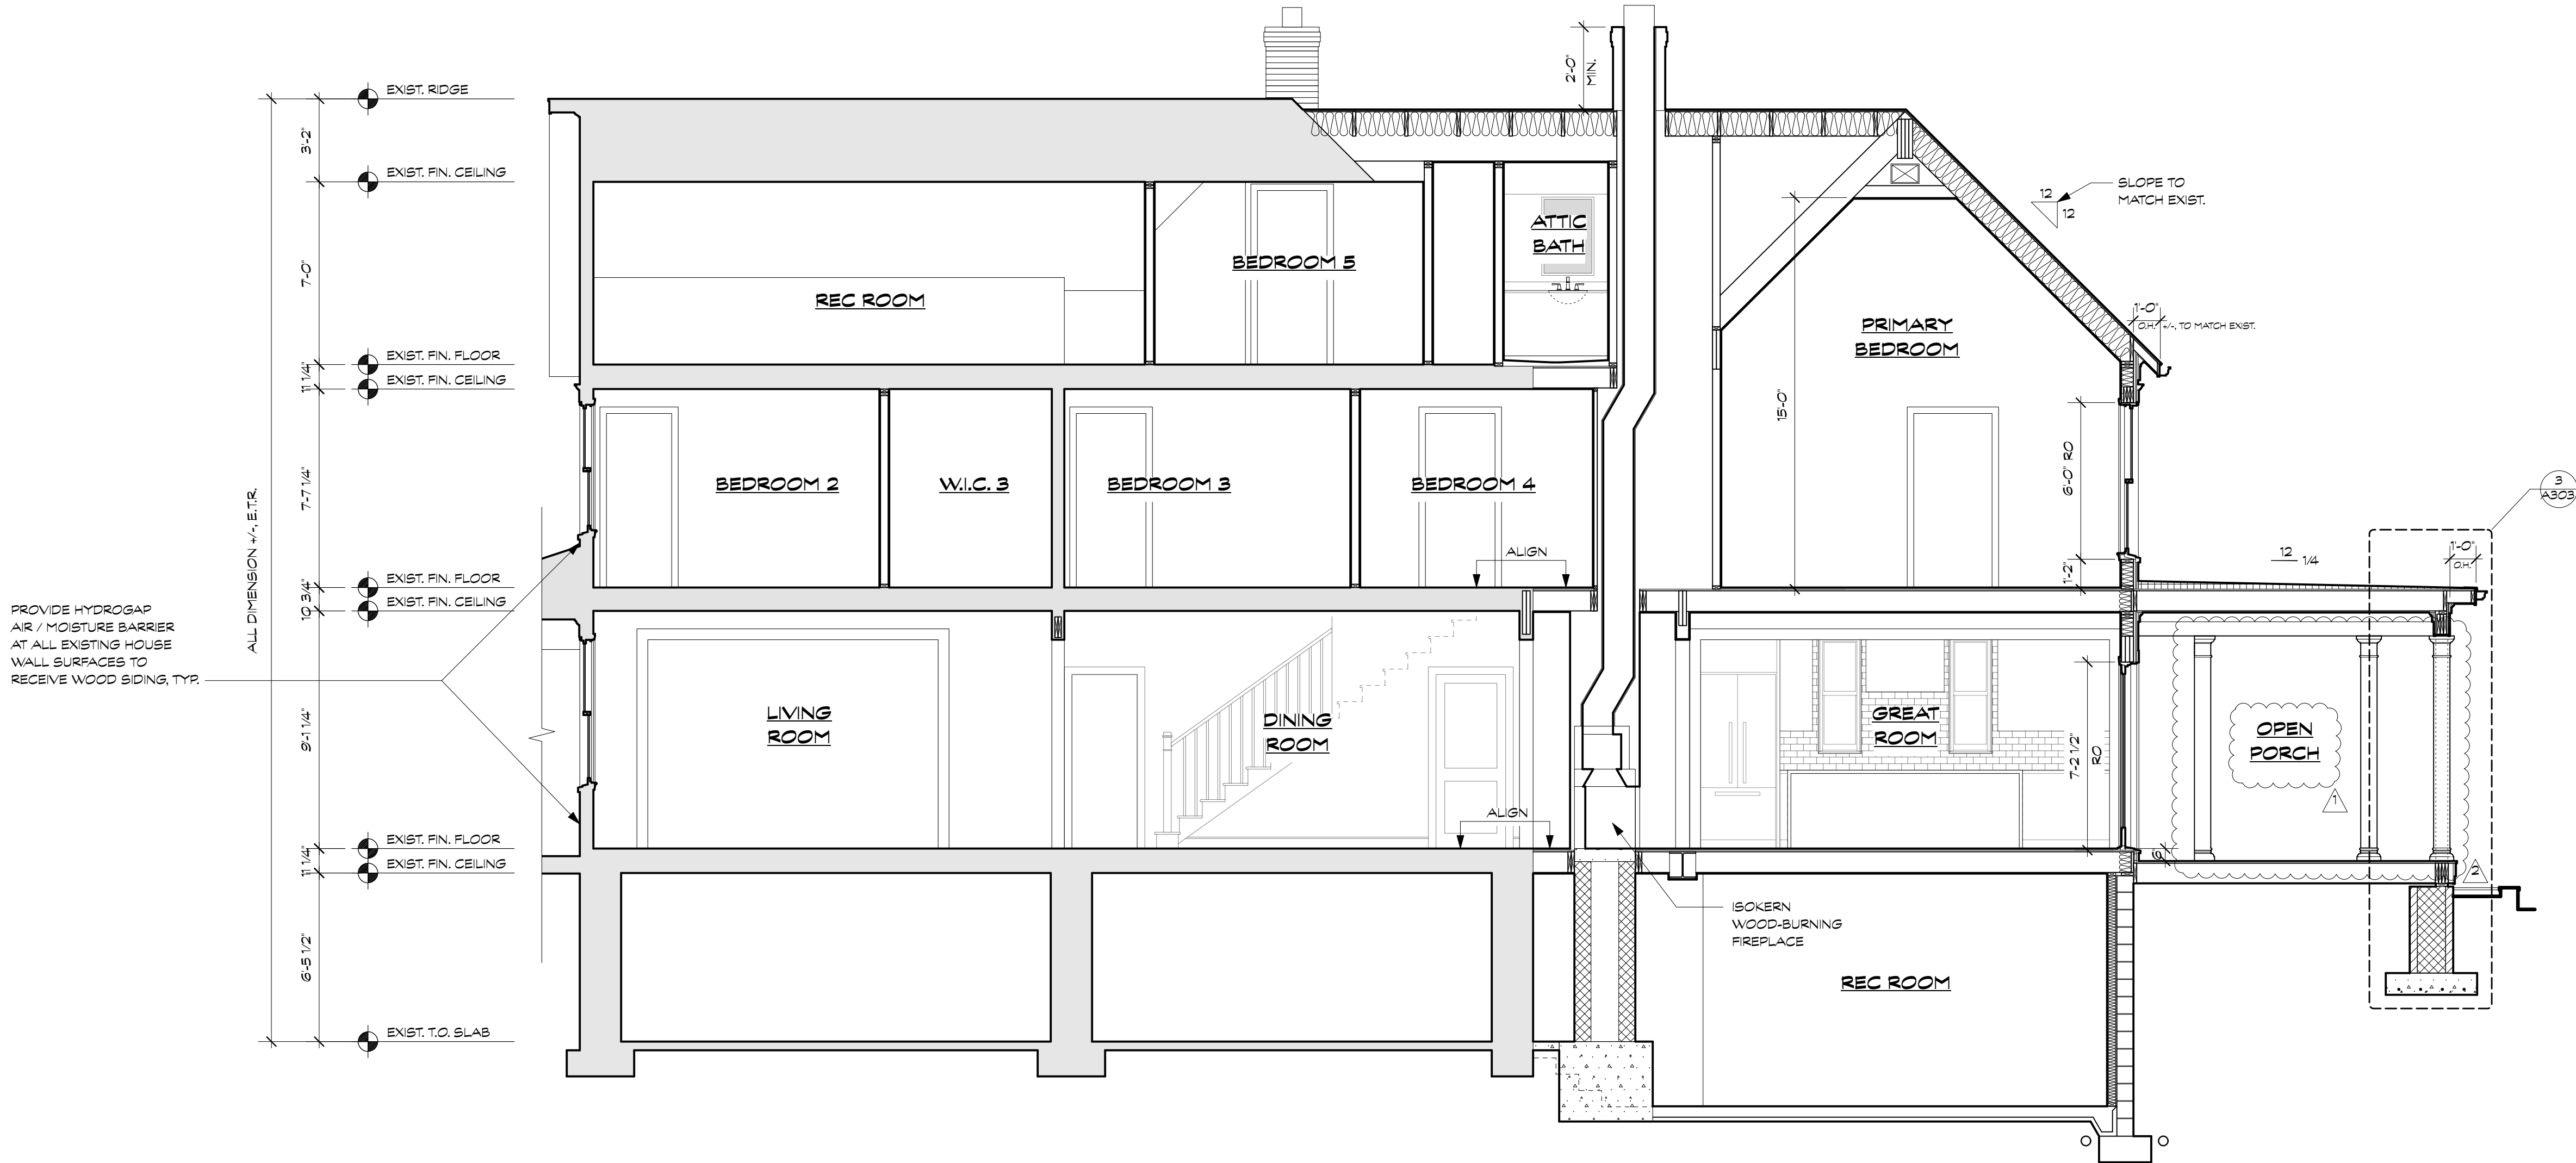 2'-0"
MIN.
EXIST. RIDGE
3'-2"
EXIST. FIN. CEILING
7'-0"
EXIST. FIN. FLOOR
11 1/4"
EXIST. FIN. CEILING
7'-7 1/4"
ALL DIMENSION +/-, E.T.R.
EXIST. FIN. FLOOR
10 3/4"
EXIST. FIN. CEILING
9'-1 1/4"
EXIST. FIN. FLOOR
11 1/4"
EXIST. FIN. CEILING
6'-5 1/2"
EXIST. T.O. SLAB
PROVIDE HYDROGAP
AIR / MOISTURE BARRIER
AT ALL EXISTING HOUSE
WALL SURFACES TO
RECEIVE WOOD SIDING, TYP.
REC ROOM
BEDROOM 5
ATTIC
BATH
PRIMARY
BEDROOM
15'-0"
12
12
SLOPE TO
MATCH EXIST.
1'-0"
O.H. +/-, TO MATCH EXIST.
BEDROOM 2
W.I.C. 3
BEDROOM 3
BEDROOM 4
ALIGN
6'-0" RO
1'-2"
12
1/4
1'-0"
O.H.
3
A303
LIVING
ROOM
DINING
ROOM
ALIGN
GREAT
ROOM
7'-2 1/2"
RO
OPEN
PORCH
1
6"
2
ISOKERN
WOOD-BURNING
FIREPLACE
REC ROOM